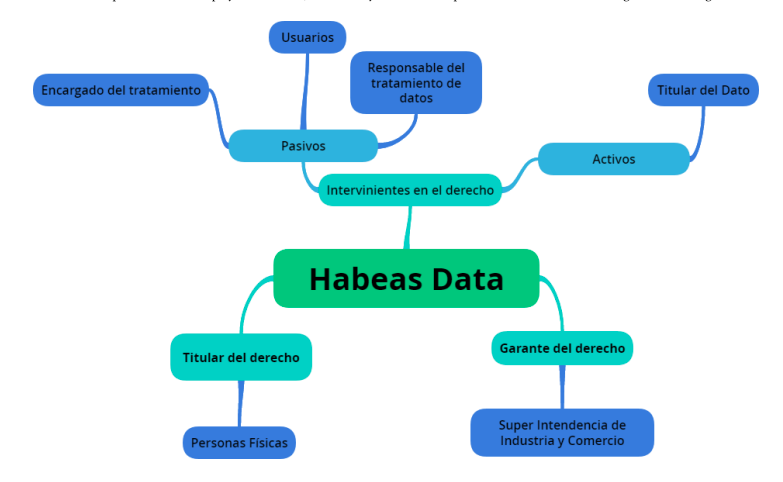 Usuarios
Responsable del
tratamiento de
datos
Encargado del tratamiento
Titular del Dato
Pasivos
Activos
Intervinientes en el derecho
Habeas Data
Titular del derecho
Garante del derecho
Personas Físicas
Super Intendencia de
Industria y Comercio